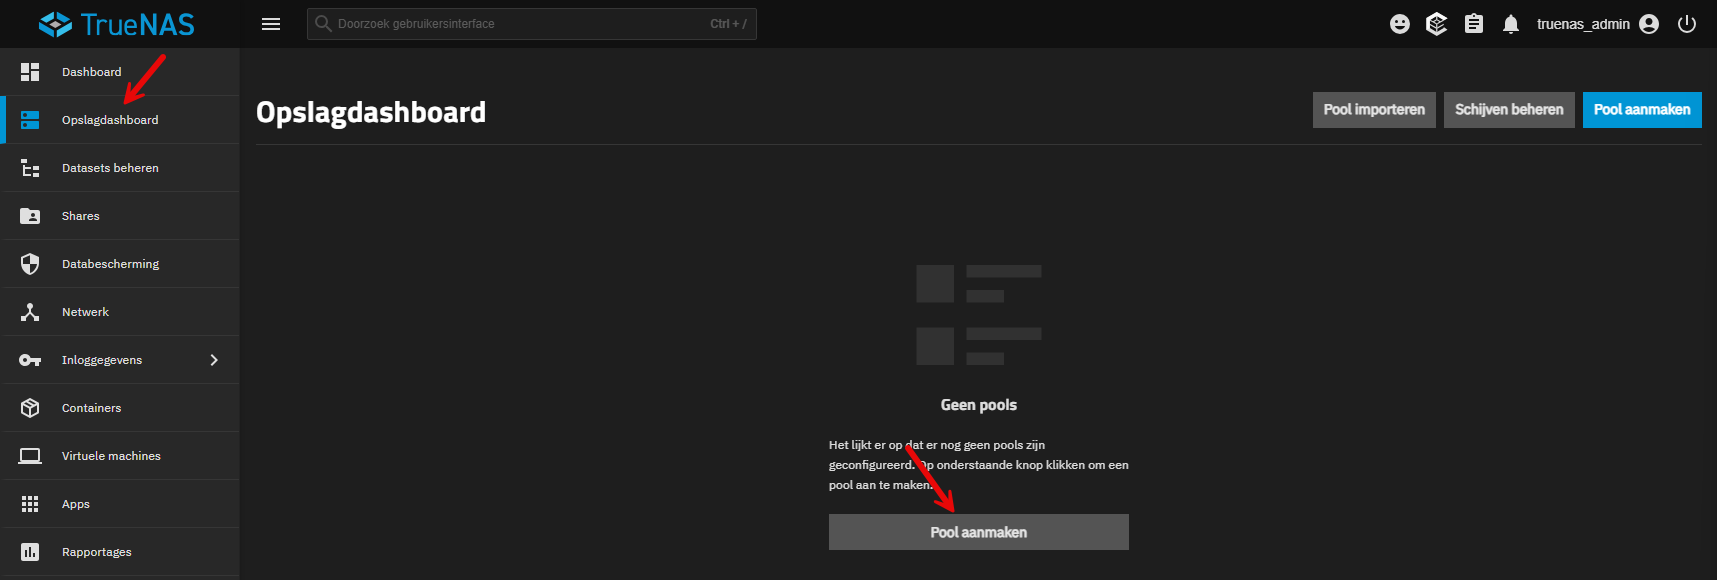 TrueNAS
Doorzoek gebruikersinterface
Ctrl + /
truenas_admin
Dashboard
Opslagdashboard
Datasets beheren
Shares
Databescherming
Netwerk
Inloggegevens
Containers
Virtuele machines
Apps
Rapportages
Opslagdashboard
Pool importeren
Schijven beheren
Pool aanmaken
Geen pools
Het lijkt er op dat er nog geen pools zijn
geconfigureerd. Op onderstaande knop klikken om een
pool aan te maken.
Pool aanmaken